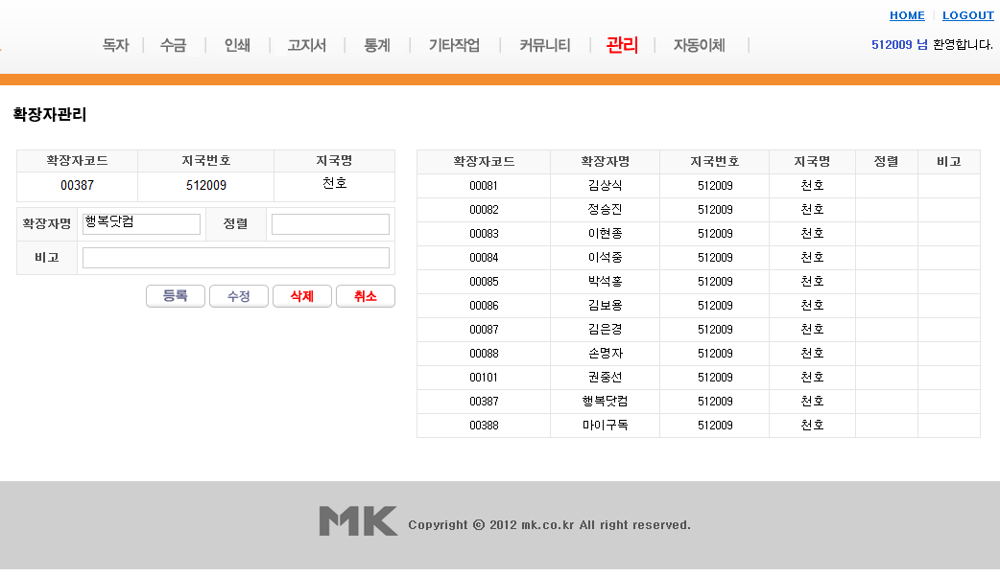 HOME | LOGOUT
독자 | 수금 | 인쇄 | 고지서 | 통계 | 기타작업 | 커뮤니티 | 관리 | 자동이체 |
512009 님 환영합니다.
확장자관리
확장자코드 지국번호 지국명
00387 512009 천호
확장자명 행복닷컴 정렬
비고
등록 수정 삭제 취소
확장자코드 확장자명 지국번호 지국명 정렬 비고
00081 김상식 512009 천호
00082 정승진 512009 천호
00083 이현종 512009 천호
00084 이석중 512009 천호
00085 박석홍 512009 천호
00086 김보용 512009 천호
00087 김은경 512009 천호
00088 손명자 512009 천호
00101 권중선 512009 천호
00387 행복닷컴 512009 천호
00388 마이구독 512009 천호
MK Copyright ⓒ 2012 mk.co.kr All right reserved.